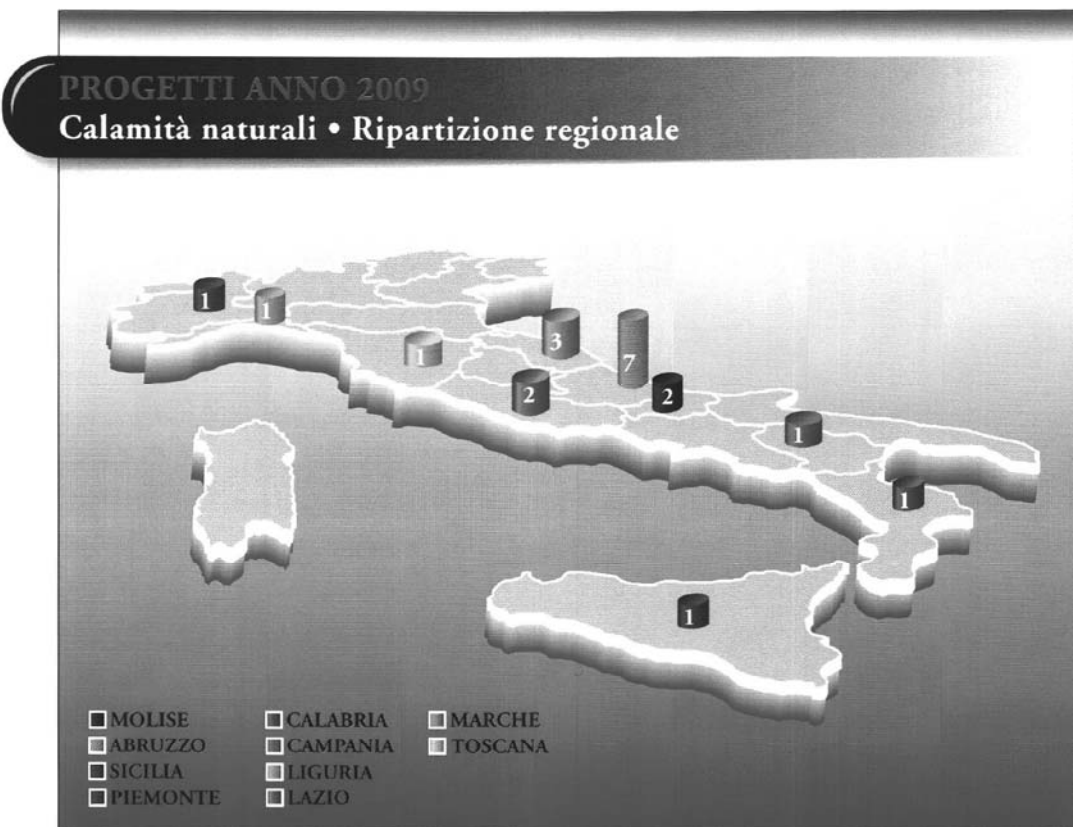 PROGETTI ANNO 2009
Calamità naturali • Ripartizione regionale
1
1
1
3
7
2
2
1
1
1
MOLISE
ABRUZZO
SICILIA
PIEMONTE
CALABRIA
CAMPANIA
LIGURIA
LAZIO
MARCHE
TOSCANA